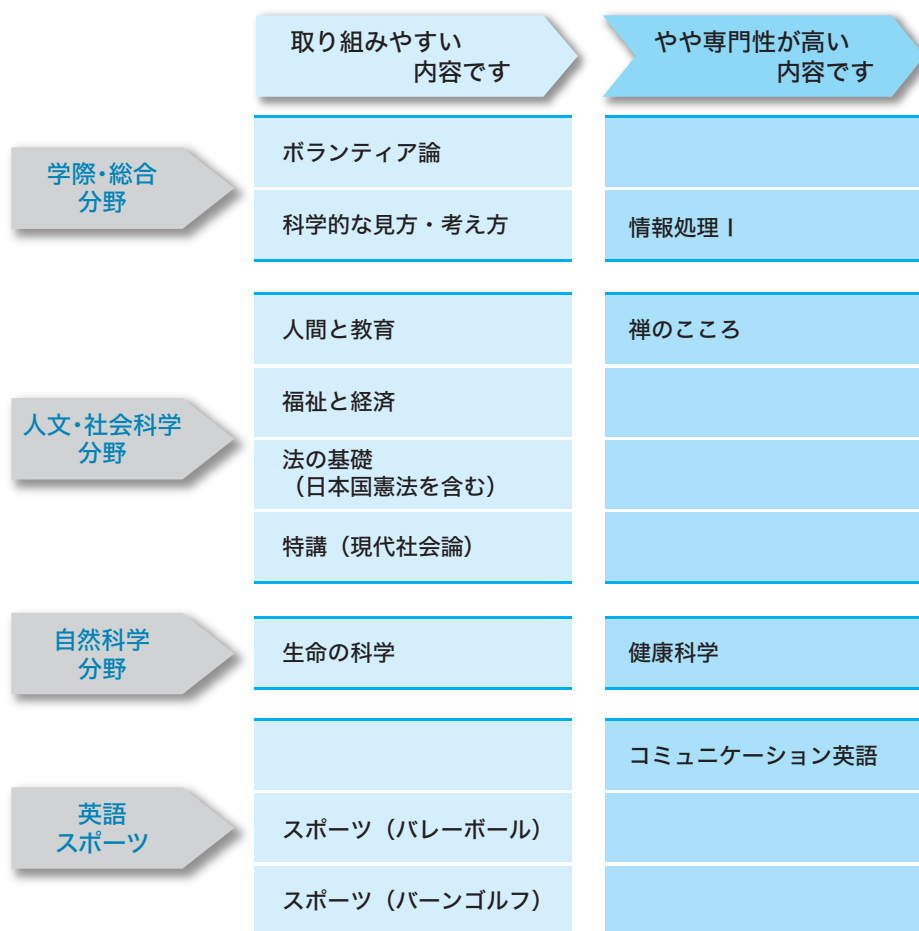 取り組みやすい
内容です
やや専門性が高い
内容です
学際・総合
分野
ボランティア論
科学的な見方・考え方
情報処理Ⅰ
人文・社会科学
分野
人間と教育
禅のこころ
福祉と経済
法の基礎
（日本国憲法を含む）
特講（現代社会論）
自然科学
分野
生命の科学
健康科学
英語
スポーツ
コミュニケーション英語
スポーツ（バレーボール）
スポーツ（バーンゴルフ）